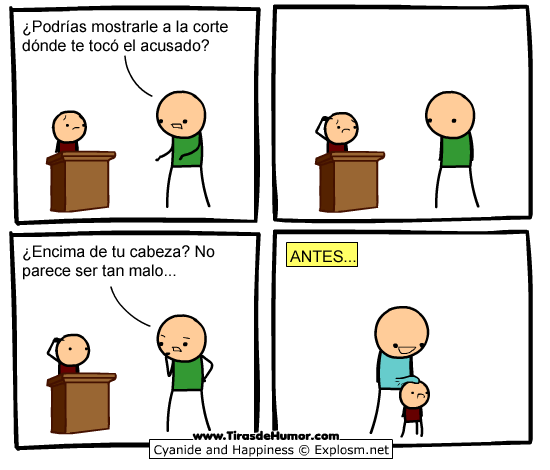 ¿Podrías mostrarle a la corte
dónde te tocó el acusado?
¿Encima de tu cabeza? No
parece ser tan malo...
ANTES...
www.TirasdeHumor.com
Cyanide and Happiness © Explosm.net